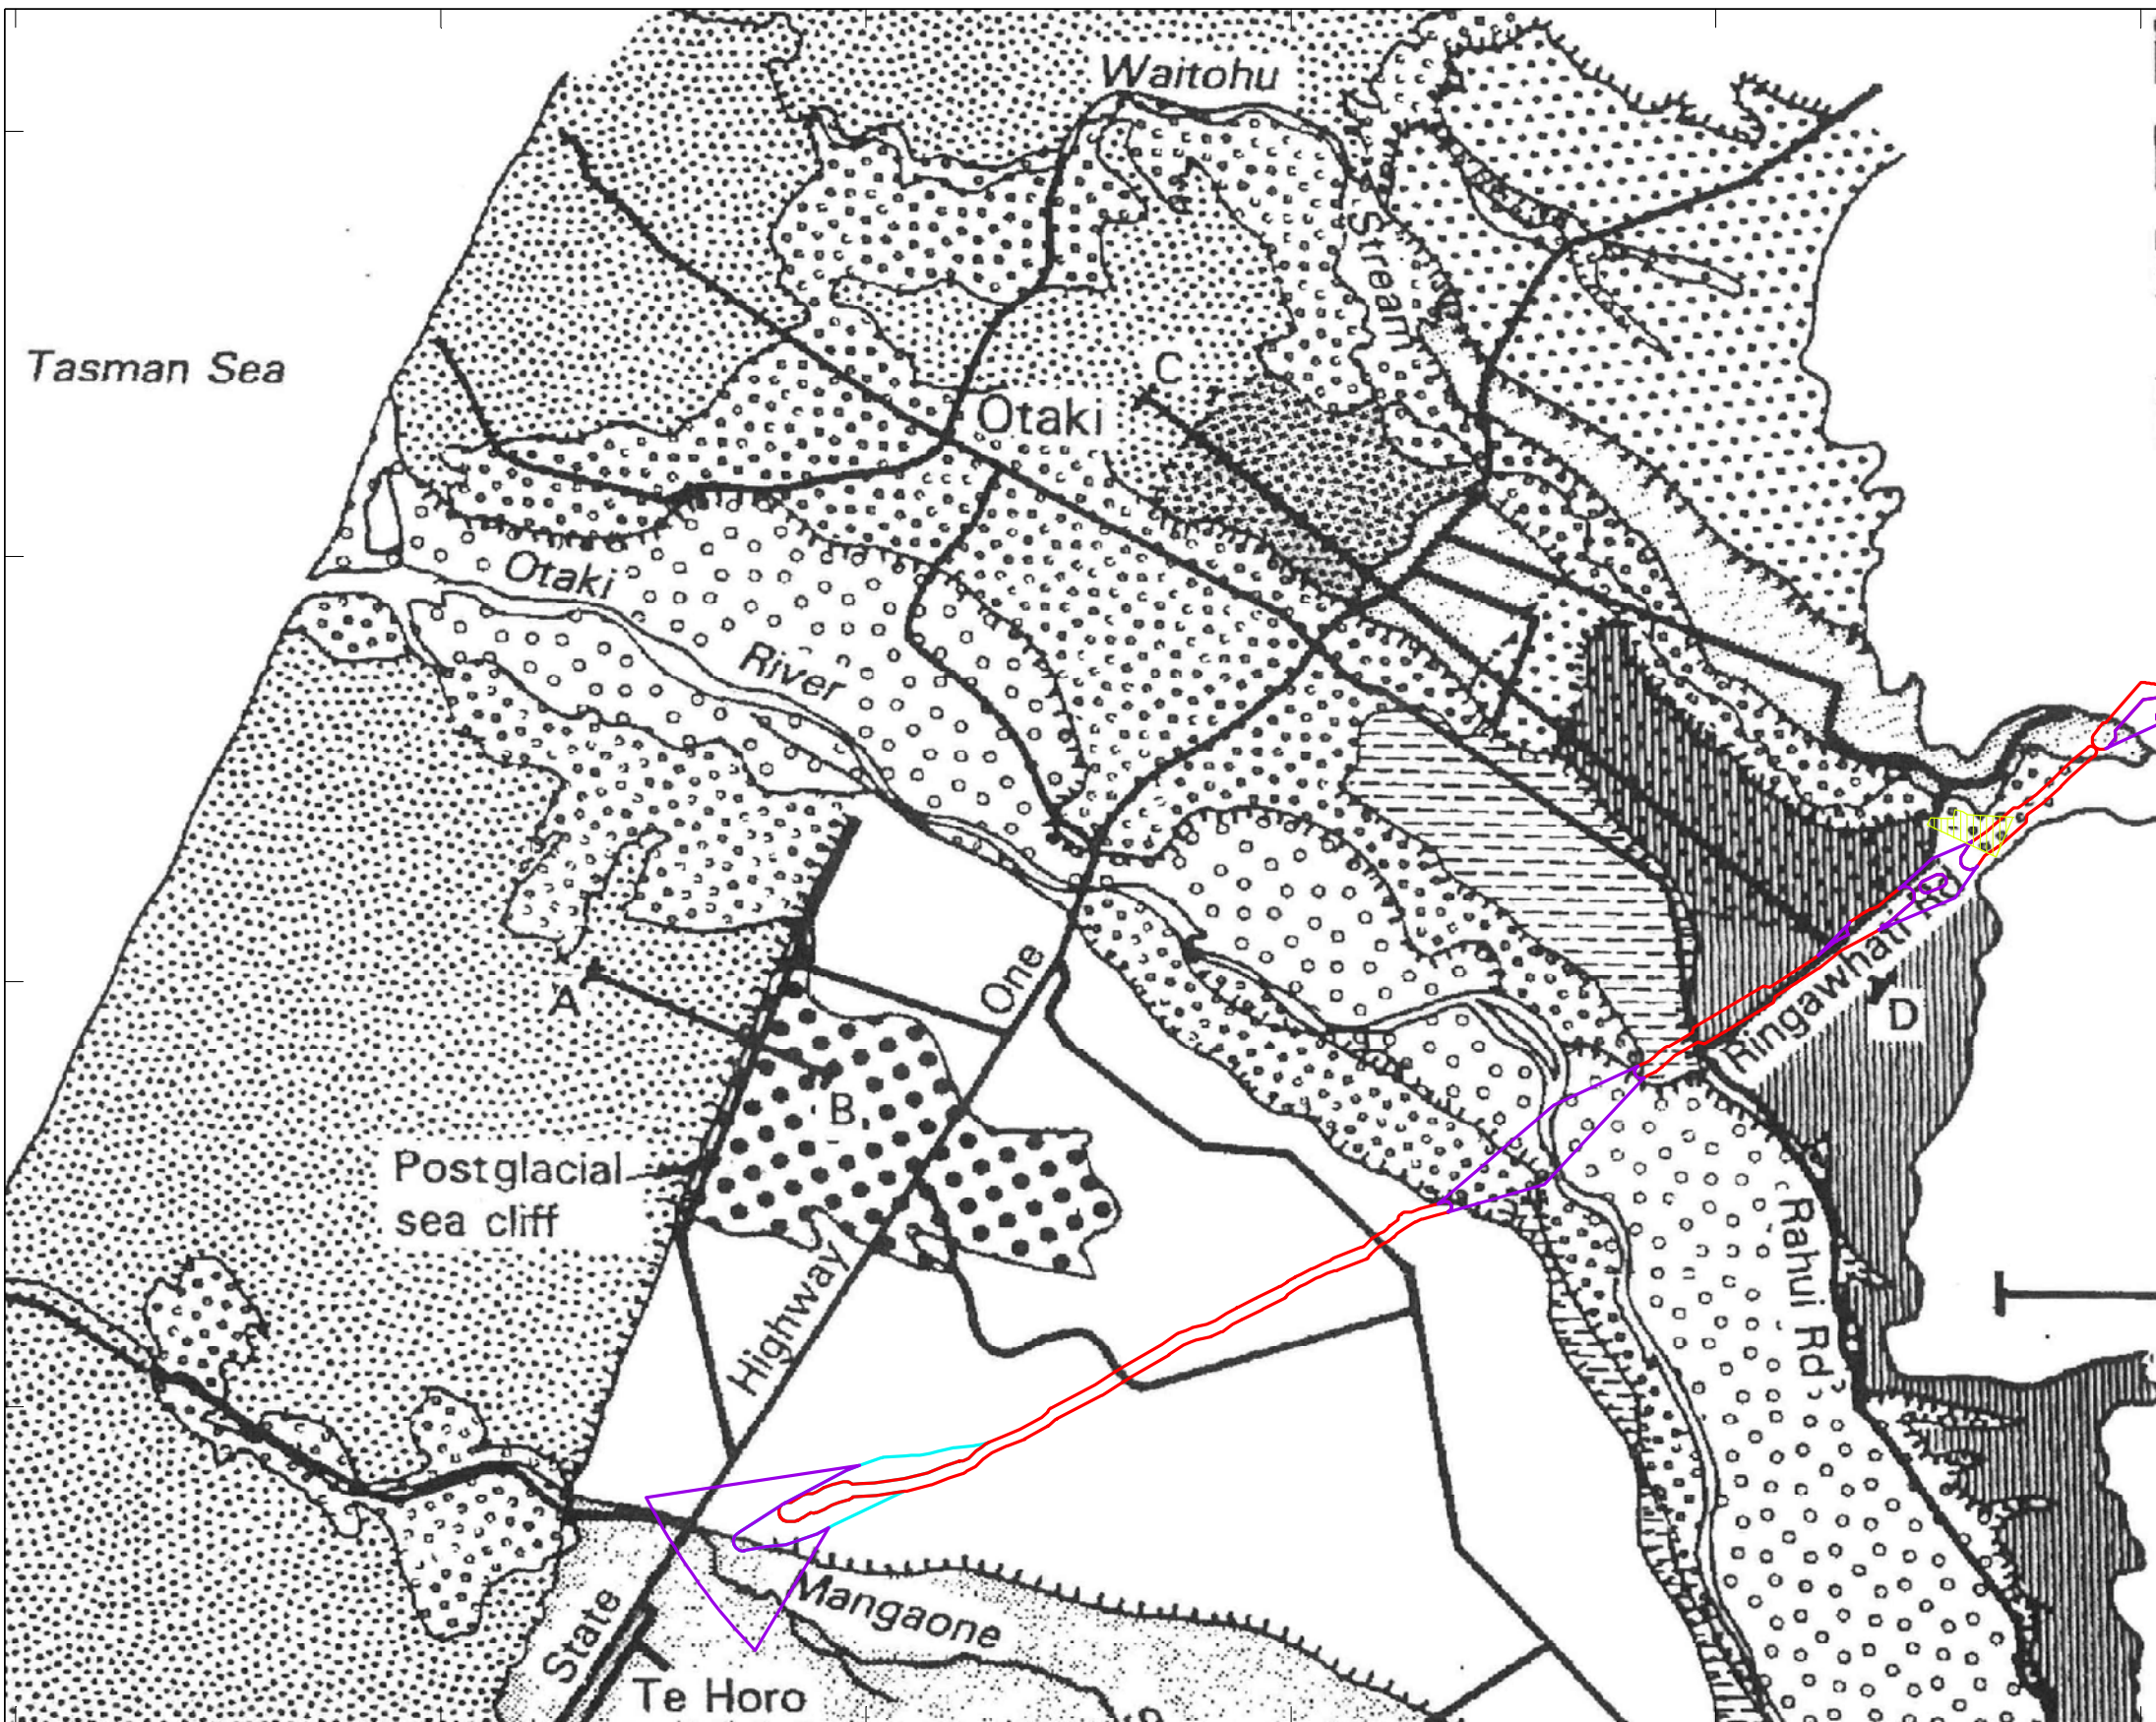 Waitohu
Stream
Tasman Sea
C
Otaki
Otaki
River
One
A
Ringawhati Rd
D
B
Postglacial
sea cliff
Rahui Rd
Highway
Mangaone
State
Te Horo